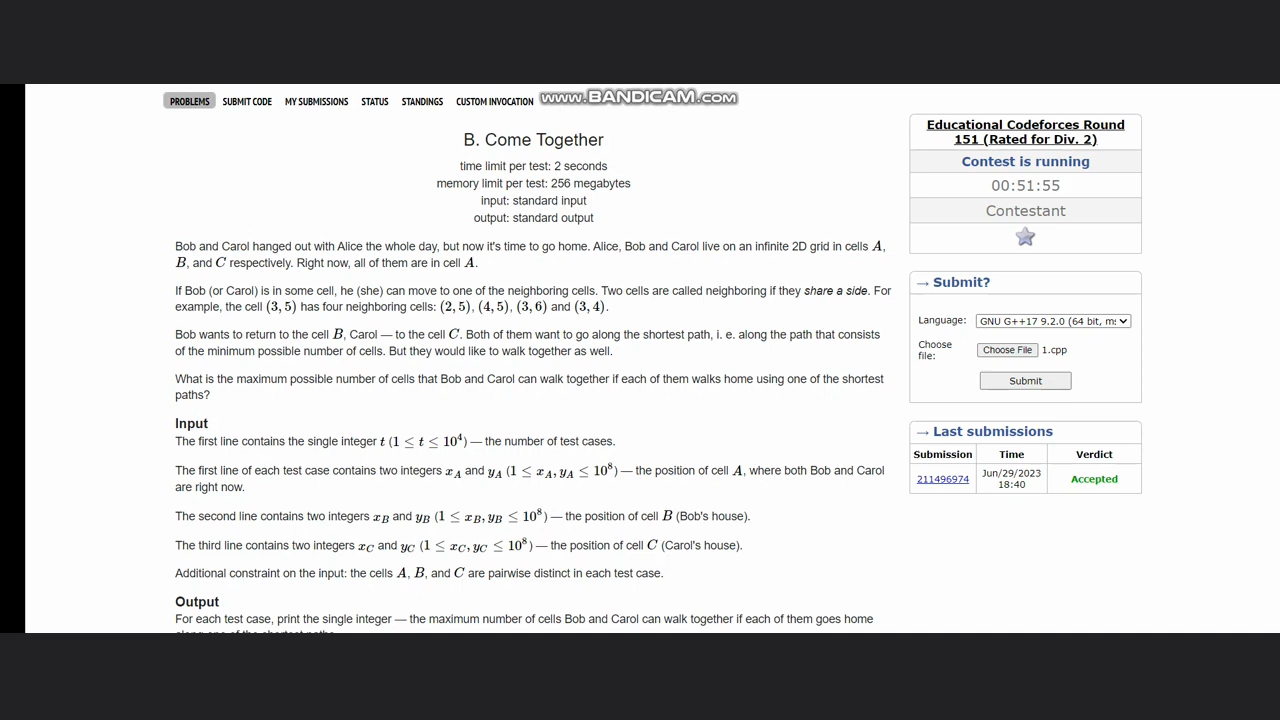 PROBLEMS SUBMIT CODE MY SUBMISSIONS STATUS STANDINGS CUSTOM INVOCATION www.BANDICAM.com
B. Come Together
time limit per test: 2 seconds
memory limit per test: 256 megabytes
input: standard input
output: standard output
Bob and Carol hanged out with Alice the whole day, but now it's time to go home. Alice, Bob and Carol live on an infinite 2D grid in cells A,
B, and C respectively. Right now, all of them are in cell A.
If Bob (or Carol) is in some cell, he (she) can move to one of the neighboring cells. Two cells are called neighboring if they share a side. For
example, the cell (3, 5) has four neighboring cells: (2, 5), (4, 5), (3, 6) and (3, 4).
Bob wants to return to the cell B, Carol — to the cell C. Both of them want to go along the shortest path, i. e. along the path that consists
of the minimum possible number of cells. But they would like to walk together as well.
What is the maximum possible number of cells that Bob and Carol can walk together if each of them walks home using one of the shortest
paths?
Input
The first line contains the single integer t (1 ≤ t ≤ 10^4) — the number of test cases.
The first line of each test case contains two integers x_A and y_A (1 ≤ x_A, y_A ≤ 10^8) — the position of cell A, where both Bob and Carol
are right now.
The second line contains two integers x_B and y_B (1 ≤ x_B, y_B ≤ 10^8) — the position of cell B (Bob's house).
The third line contains two integers x_C and y_C (1 ≤ x_C, y_C ≤ 10^8) — the position of cell C (Carol's house).
Additional constraint on the input: the cells A, B, and C are pairwise distinct in each test case.
Output
For each test case, print the single integer — the maximum number of cells Bob and Carol can walk together if each of them goes home
along one of the shortest paths.
Educational Codeforces Round
151 (Rated for Div. 2)
Contest is running
00:51:55
Contestant
→ Submit?
Language: GNU G++17 9.2.0 (64 bit, ms
Choose
file: Choose File 1.cpp
Submit
→ Last submissions
Submission Time Verdict
211496974 Jun/29/2023
18:40 Accepted